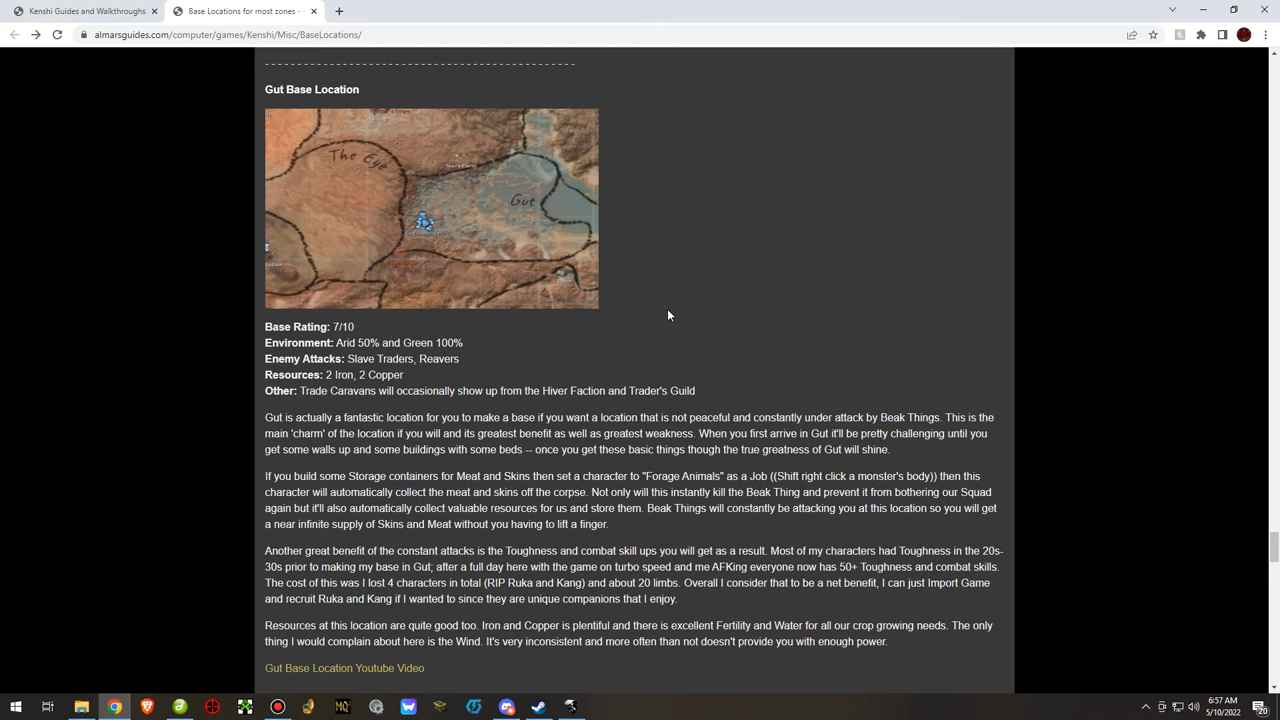 Kenshi Guides and Walkthroughs
Base Locations for most zones -
almarsguides.com/computer/games/Kenshi/Misc/BaseLocations/
- - - - - - - - - - - - - - - - - - - - - - - - - - - - - - - - - - - - - - - - - - - - - - -
Gut Base Location
The Eye
Gut
Base Rating: 7/10
Environment: Arid 50% and Green 100%
Enemy Attacks: Slave Traders, Reavers
Resources: 2 Iron, 2 Copper
Other: Trade Caravans will occasionally show up from the Hiver Faction and Trader's Guild
Gut is actually a fantastic location for you to make a base if you want a location that is not peaceful and constantly under attack by Beak Things. This is the
main 'charm' of the location if you will and its greatest benefit as well as greatest weakness. When you first arrive in Gut it'll be pretty challenging until you
get some walls up and some buildings with some beds -- once you get these basic things though the true greatness of Gut will shine.
If you build some Storage containers for Meat and Skins then set a character to "Forage Animals" as a Job ((Shift right click a monster's body)) then this
character will automatically collect the meat and skins off the corpse. Not only will this instantly kill the Beak Thing and prevent it from bothering our Squad
again but it'll also automatically collect valuable resources for us and store them. Beak Things will constantly be attacking you at this location so you will get
a near infinite supply of Skins and Meat without you having to lift a finger.
Another great benefit of the constant attacks is the Toughness and combat skill ups you will get as a result. Most of my characters had Toughness in the 20s-
30s prior to making my base in Gut; after a full day here with the game on turbo speed and me AFKing everyone now has 50+ Toughness and combat skills.
The cost of this was I lost 4 characters in total (RIP Ruka and Kang) and about 20 limbs. Overall I consider that to be a net benefit, I can just Import Game
and recruit Ruka and Kang if I wanted to since they are unique companions that I enjoy.
Resources at this location are quite good too. Iron and Copper is plentiful and there is excellent Fertility and Water for all our crop growing needs. The only
thing I would complain about here is the Wind. It's very inconsistent and more often than not doesn't provide you with enough power.
Gut Base Location Youtube Video
MQ
6:57 AM
5/10/2022
20